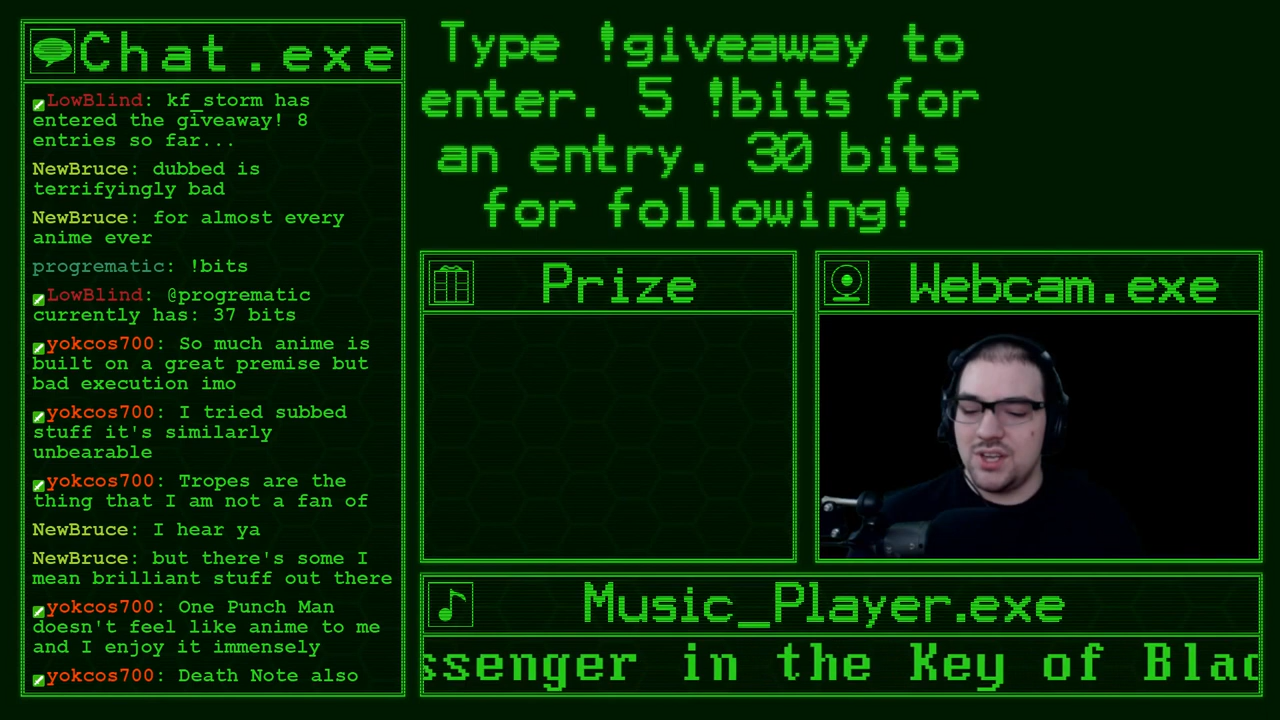 Chat.exe
LowBlind: kf_storm has
entered the giveaway! 8
entries so far...
NewBruce: dubbed is
terrifyingly bad
NewBruce: for almost every
anime ever
progrematic: !bits
LowBlind: @progrematic
currently has: 37 bits
yokcos700: So much anime is
built on a great premise but
bad execution imo
yokcos700: I tried subbed
stuff it's similarly
unbearable
yokcos700: Tropes are the
thing that I am not a fan of
NewBruce: I hear ya
NewBruce: but there's some I
mean brilliant stuff out there
yokcos700: One Punch Man
doesn't feel like anime to me
and I enjoy it immensely
yokcos700: Death Note also
Type !giveaway to
enter. 5 !bits for
an entry. 30 bits
for following!
Prize
Webcam.exe
Music_Player.exe
ssenger in the Key of Blac